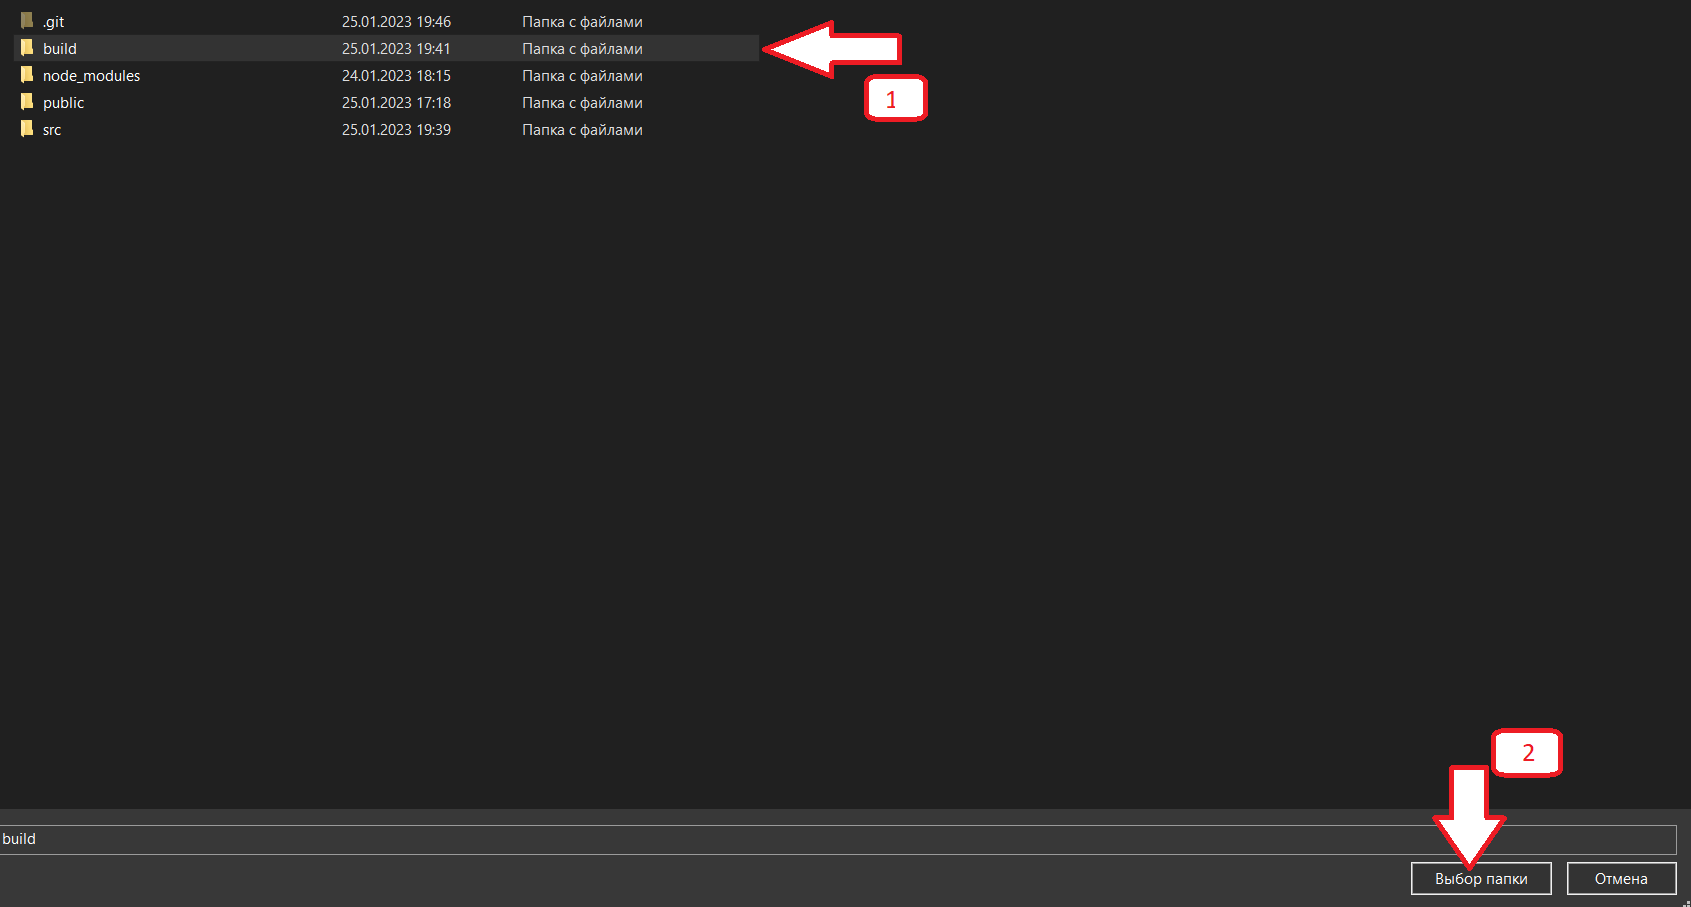 .git 25.01.2023 19:46 Папка с файлами
build 25.01.2023 19:41 Папка с файлами
node_modules 24.01.2023 18:15 Папка с файлами
1
public 25.01.2023 17:18 Папка с файлами
src 25.01.2023 19:39 Папка с файлами
2
build
Выбор папки Отмена